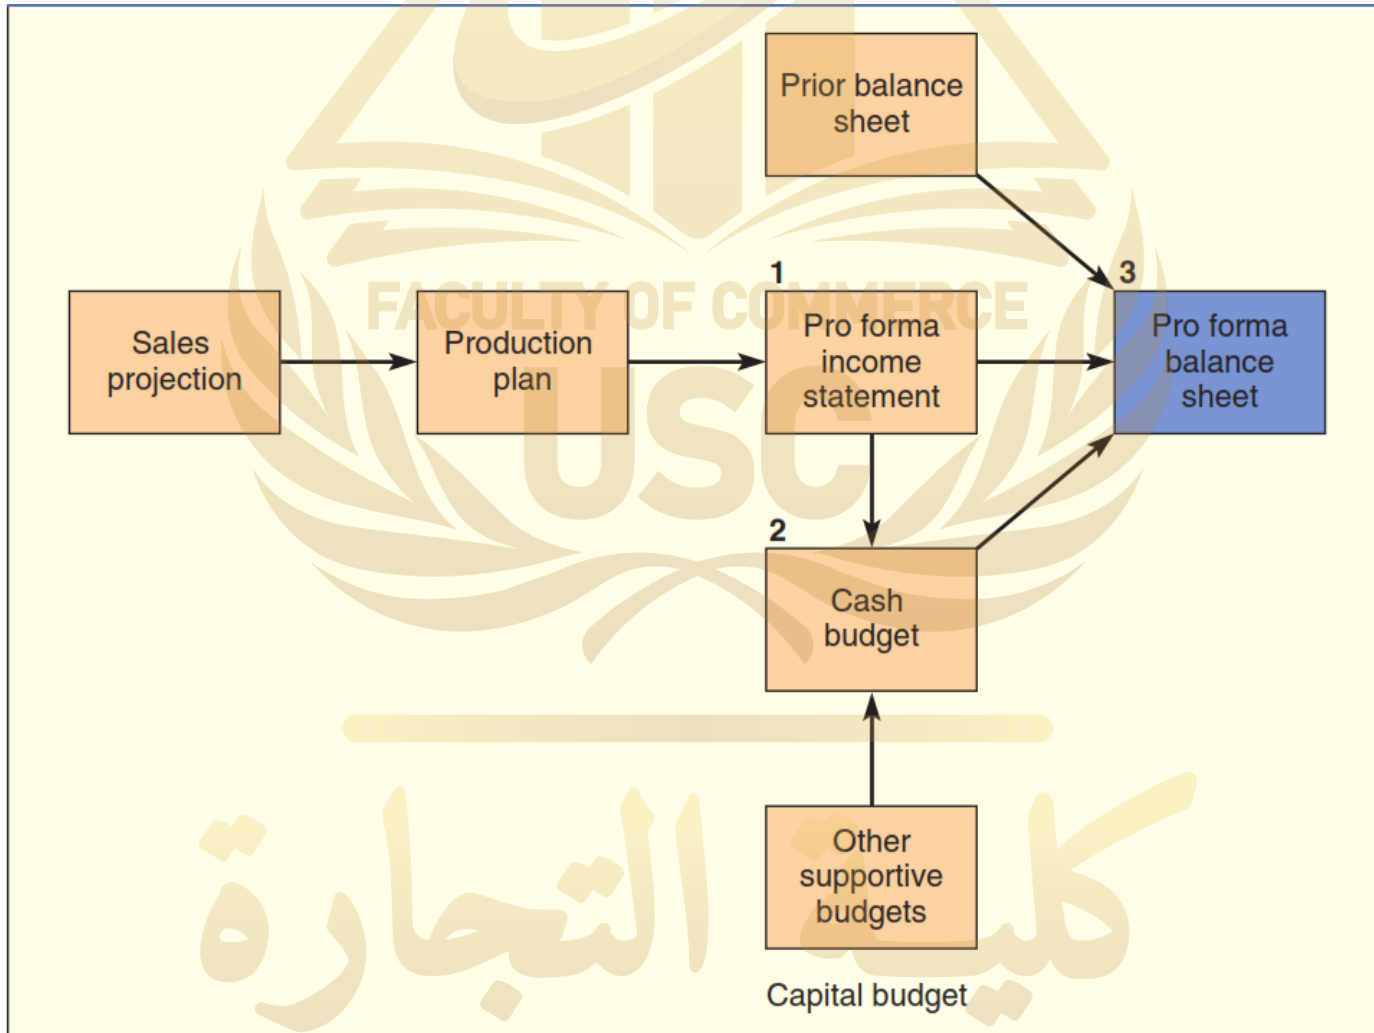 Prior balance
sheet
1
3
FACULTY OF COMMERCE
Sales
projection
Production
plan
Pro forma
income
statement
Pro forma
balance
sheet
USC
2
Cash
budget
Other
supportive
budgets
كلية التجارة
Capital budget